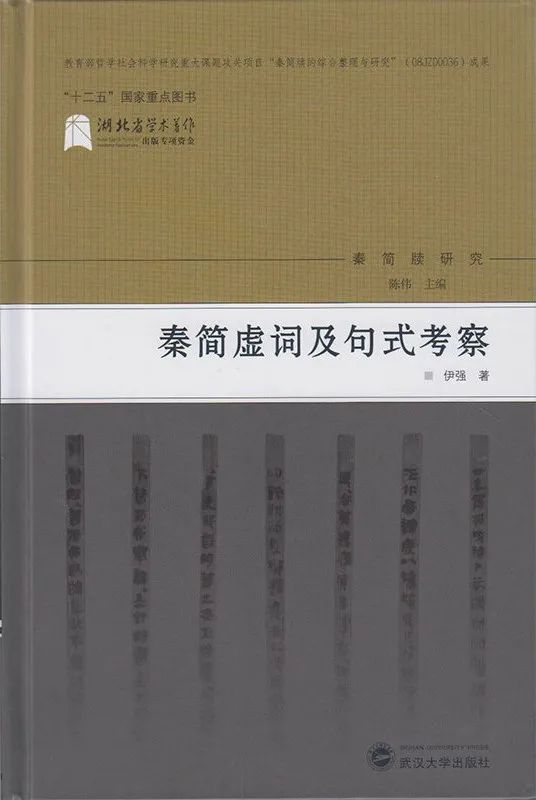 教育部哲学社会科学研究重大课题攻关项目“秦简牍的综合整理与研究”（08JZD0036）成果
“十二五”国家重点图书
湖北省学术著作
出版专项资金
秦简牍研究
陈伟 主编
秦简虚词及句式考察
伊强 著
WUHAN UNIVERSITY PRESS
武汉大学出版社